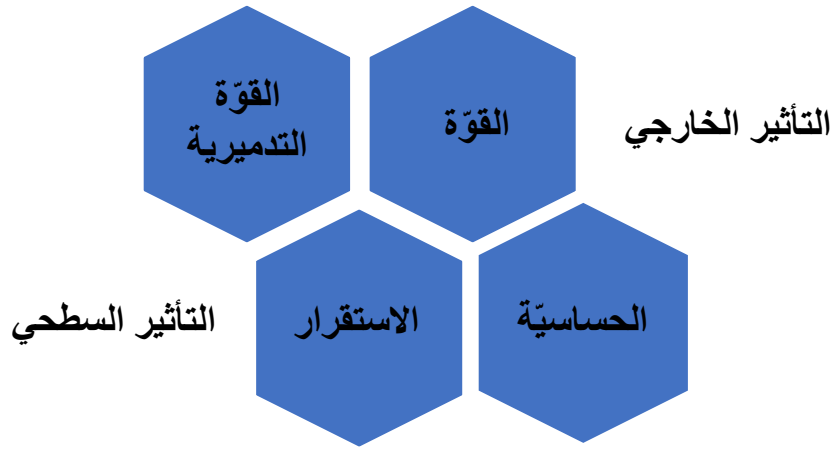 التأثير الخارجي
القوّة
القوّة
التدميرية
الحساسيّة
الاستقرار
التأثير السطحي